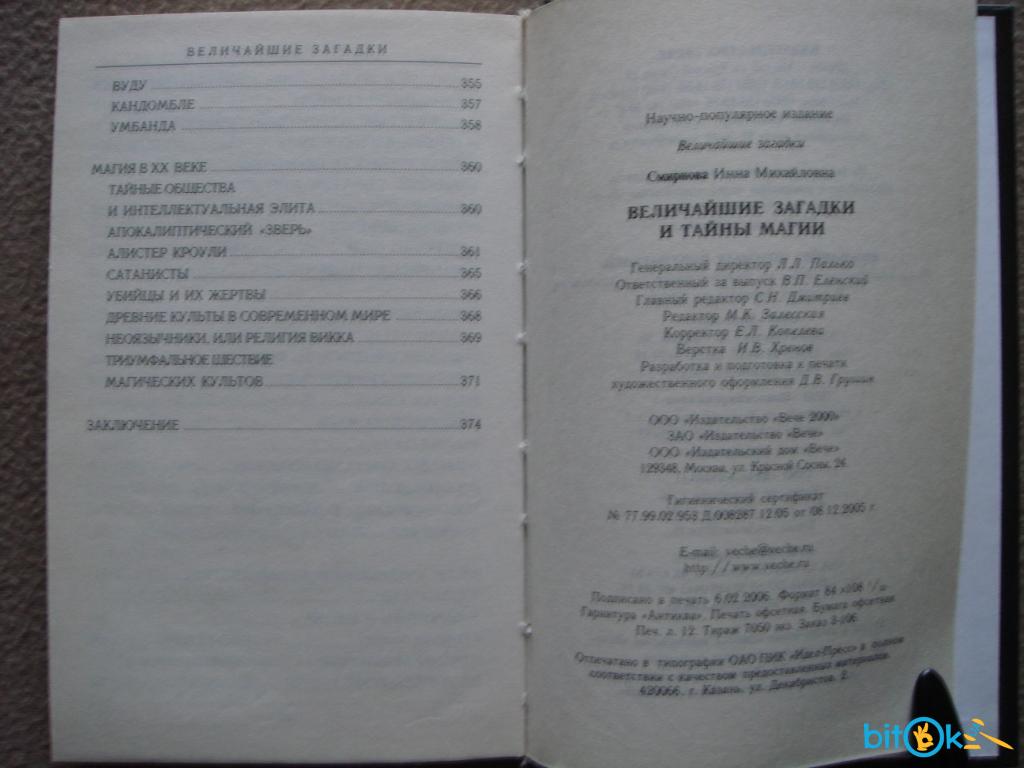 ВЕЛИЧАЙШИЕ ЗАГАДКИ
ВУДУ 355
КАНДОМБЛЕ 357
УМБАНДА 358
МАГИЯ В XX ВЕКЕ 360
ТАЙНЫЕ ОБЩЕСТВА
И ИНТЕЛЛЕКТУАЛЬНАЯ ЭЛИТА 360
АПОКАЛИПТИЧЕСКИЙ «ЗВЕРЬ»
АЛИСТЕР КРОУЛИ 361
САТАНИСТЫ 365
УБИЙЦЫ И ИХ ЖЕРТВЫ 366
ДРЕВНИЕ КУЛЬТЫ В СОВРЕМЕННОМ МИРЕ 368
НЕОЯЗЫЧНИКИ, ИЛИ РЕЛИГИЯ ВИККА 369
ТРИУМФАЛЬНОЕ ШЕСТВИЕ
МАГИЧЕСКИХ КУЛЬТОВ 371
ЗАКЛЮЧЕНИЕ 374
Научно-популярное издание
Величайшие загадки
Смирнова Инна Михайловна
ВЕЛИЧАЙШИЕ ЗАГАДКИ
И ТАЙНЫ МАГИИ
Генеральный директор Л.Л. Палько
Ответственный за выпуск В.П. Еленский
Главный редактор С.Н. Дмитриев
Редактор М.К. Залесская
Корректор Е.Л. Копелева
Верстка И.В. Хренов
Разработка и подготовка к печати
художественного оформления Д.В. Грушин
ООО «Издательство «Вече 2000»
ЗАО «Издательство «Вече»
ООО «Издательский дом «Вече»
129348, Москва, ул. Красной Сосны, 24.
Гигиенический сертификат
№ 77.99.02.953.Д.008287.12.05 от 08.12.2005 г.
E-mail: veche@veche.ru
http://www.veche.ru
Подписано в печать 6.02.2006. Формат 84×108 1/32
Гарнитура «Антиква». Печать офсетная. Бумага офсетная
Печ. л. 12. Тираж 7050 экз. Заказ З-106
Отпечатано в типографии ОАО ПИК «Идел-Пресс» в полном
соответствии с качеством предоставленных материалов.
420066, г. Казань, ул. Декабристов, 2.
bitOk